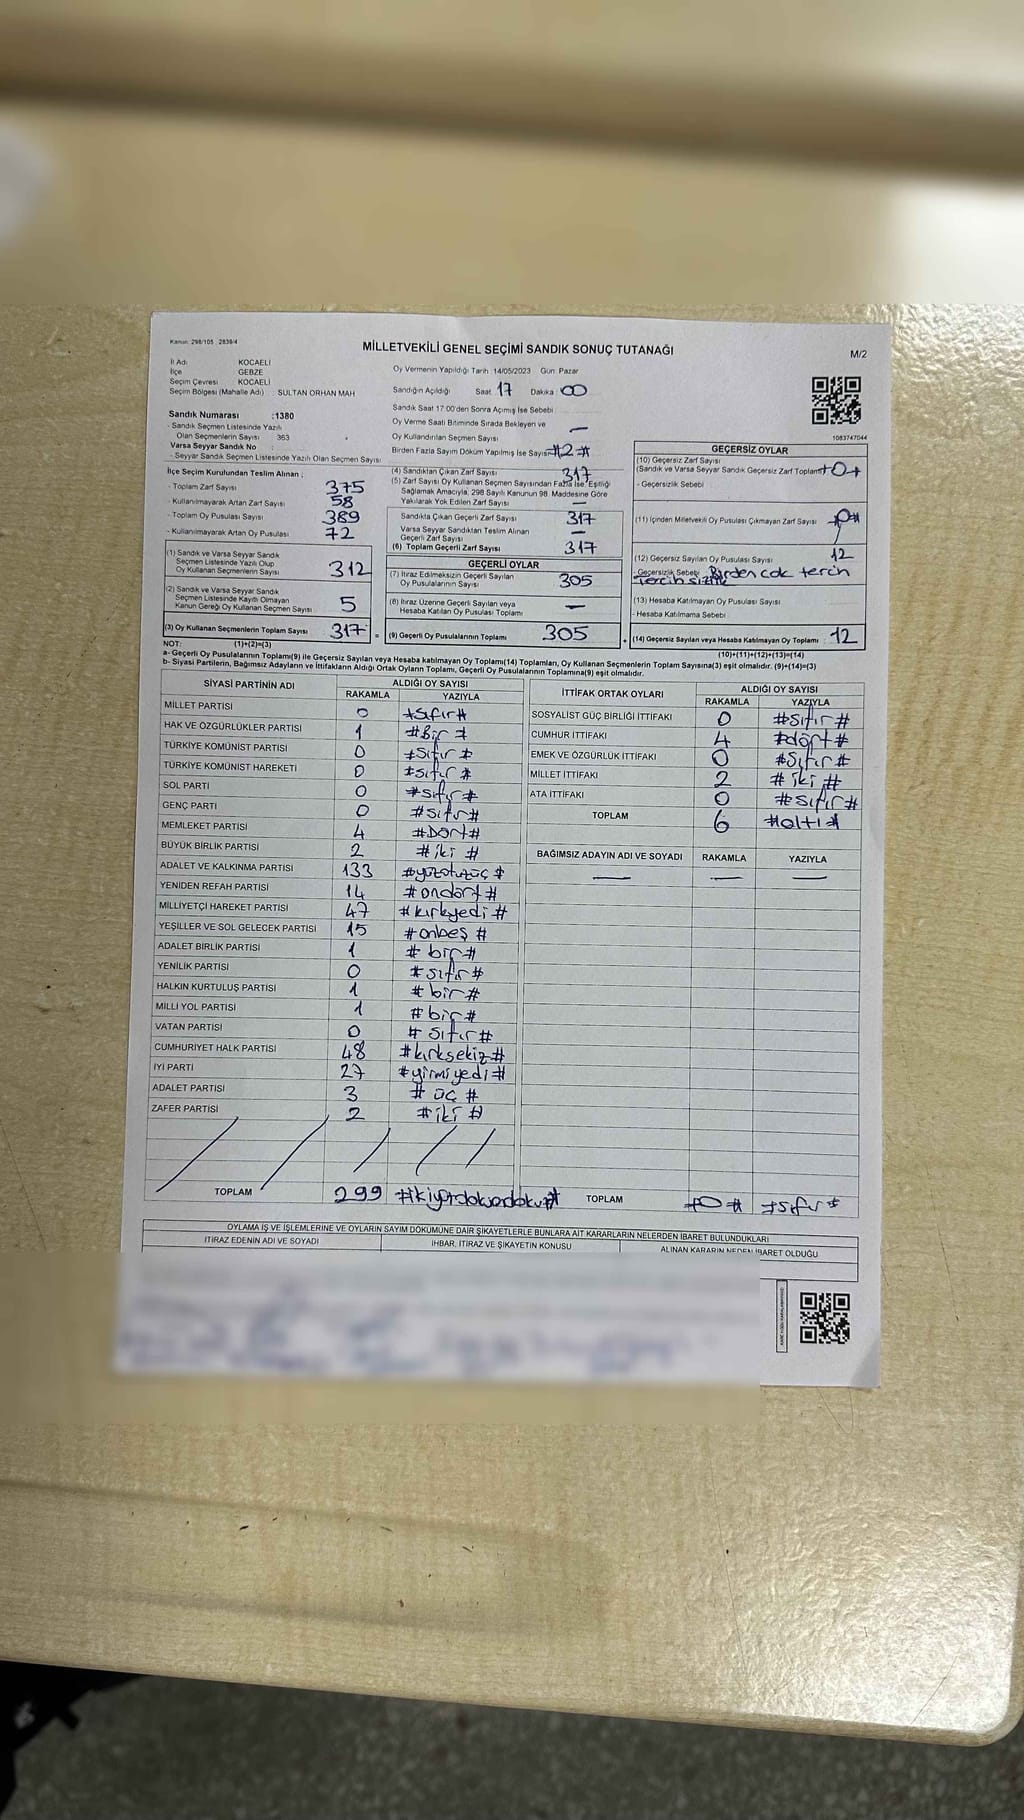 Kanun: 298/105 , 2839/4
MİLLETVEKİLİ GENEL SEÇİMİ SANDIK SONUÇ TUTANAĞI
M/2
İl Adı KOCAELİ
İlçe GEBZE
Seçim Çevresi KOCAELİ
Seçim Bölgesi (Mahalle Adı) : SULTAN ORHAN MAH
Sandık Numarası :1380
- Sandık Seçmen Listesinde Yazılı
Olan Seçmenlerin Sayısı 363
Varsa Seyyar Sandık No
- Seyyar Sandık Seçmen Listesinde Yazılı Olan Seçmen Sayısı
Oy Vermenin Yapıldığı Tarih 14/05/2023 Gün: Pazar
Sandığın Açıldığı Saat 17 Dakika : 00
Sandık Saat 17:00'den Sonra Açımış İse Sebebi
Oy Verme Saati Bitiminde Sırada Bekleyen ve
Oy Kullandırılan Seçmen Sayısı —
Birden Fazla Sayım Döküm Yapılmış İse Sayısı #2#
1083747044
İlçe Seçim Kurulundan Teslim Alınan ;
- Toplam Zarf Sayısı 375
- Kullanılmayarak Artan Zarf Sayısı 58
- Toplam Oy Pusulası Sayısı 389
- Kullanılmayarak Artan Oy Pusulası 72
(1) Sandık ve Varsa Seyyar Sandık
Seçmen Listesinde Yazılı Olup
Oy Kullanan Seçmenlerin Sayısı 312
(2) Sandık ve Varsa Seyyar Sandık
Seçmen Listesinde Kayıtlı Olmayan
Kanun Gereği Oy Kullanan Seçmen Sayısı 5
(3) Oy Kullanan Seçmenlerin Toplam Sayısı 317
(4) Sandıktan Çıkan Zarf Sayısı 317
(5) Zarf Sayısı Oy Kullanan Seçmen Sayısından Fazla İse, Eşitliği
Sağlamak Amacıyla, 298 Sayılı Kanunun 98. Maddesine Göre
Yakılarak Yok Edilen Zarf Sayısı —
Sandıkta Çıkan Geçerli Zarf Sayısı 317
Varsa Seyyar Sandıktan Teslim Alınan
Geçerli Zarf Sayısı —
(6) Toplam Geçerli Zarf Sayısı 317
GEÇERLİ OYLAR
(7) İtiraz Edilmeksizin Geçerli Sayılan
Oy Pusulalarının Sayısı 305
(8) İtiraz Üzerine Geçerli Sayılan veya
Hesaba Katılan Oy Pusulası Toplamı —
(9) Geçerli Oy Pusulalarının Toplamı 305
GEÇERSİZ OYLAR
(10) Geçersiz Zarf Sayısı
(Sandık ve Varsa Seyyar Sandık Geçersiz Zarf Toplamı) #0#
- Geçersizlik Sebebi :
(11) İçinden Milletvekili Oy Pusulası Çıkmayan Zarf Sayısı
(12) Geçersiz Sayılan Oy Pusulası Sayısı 12
- Geçersizlik Sebebi Birden cok tercih
Tercihsizlik
(13) Hesaba Katılmayan Oy Pusulası Sayısı
- Hesaba Katılmama Sebebi
(14) Geçersiz Sayılan veya Hesaba Katılmayan Oy Toplamı : 12
NOT: (1)+(2)=(3) (10)+(11)+(12)+(13)=(14)
a- Geçerli Oy Pusulalarının Toplamı(9) ile Geçersiz Sayılan veya Hesaba katılmayan Oy Toplamı(14) Toplamları, Oy Kullanan Seçmenlerin Toplam Sayısına(3) eşit olmalıdır. (9)+(14)=(3)
b- Siyasi Partilerin, Bağımsız Adayların ve İttifakların Aldığı Ortak Oyların Toplamı, Geçerli Oy Pusulalarının Toplamına(9) eşit olmalıdır.
SİYASİ PARTİNİN ADI ALDIĞI OY SAYISI
RAKAMLA YAZIYLA
MİLLET PARTİSİ 0 #Sıfır#
HAK VE ÖZGÜRLÜKLER PARTİSİ 1 #Bir#
TÜRKİYE KOMÜNİST PARTİSİ 0 #Sıfır#
TÜRKİYE KOMÜNİST HAREKETİ 0 #sıfır#
SOL PARTİ 0 #sıfır#
GENÇ PARTİ 0 #sıfır#
MEMLEKET PARTİSİ 4 #Dört#
BÜYÜK BİRLİK PARTİSİ 2 #iki#
ADALET VE KALKINMA PARTİSİ 133 #yüzotuzüç#
YENİDEN REFAH PARTİSİ 14 #ondört#
MİLLİYETÇİ HAREKET PARTİSİ 47 #kırkyedi#
YEŞİLLER VE SOL GELECEK PARTİSİ 15 #onbeş#
ADALET BİRLİK PARTİSİ 1 #bir#
YENİLİK PARTİSİ 0 #sıfır#
HALKIN KURTULUŞ PARTİSİ 1 #bir#
MİLLİ YOL PARTİSİ 1 #bir#
VATAN PARTİSİ 0 #sıfır#
CUMHURİYET HALK PARTİSİ 48 #kırksekiz#
İYİ PARTİ 27 #yirmiyedi#
ADALET PARTİSİ 3 #üç#
ZAFER PARTİSİ 2 #iki#
TOPLAM 299
İTTİFAK ORTAK OYLARI ALDIĞI OY SAYISI
RAKAMLA YAZIYLA
SOSYALİST GÜÇ BİRLİĞİ İTTİFAKI 0 #Sıfır#
CUMHUR İTTİFAKI 4 #dört#
EMEK VE ÖZGÜRLÜK İTTİFAKI 0 #Sıfır#
MİLLET İTTİFAKI 2 #iki#
ATA İTTİFAKI 0 #sıfır#
TOPLAM 6 #altı#
BAĞIMSIZ ADAYIN ADI VE SOYADI RAKAMLA YAZIYLA
— — —
TOPLAM #0# #sıfır#
OYLAMA İŞ VE İŞLEMLERİNE VE OYLARIN SAYIM DÖKÜMÜNE DAİR ŞİKAYETLERLE BUNLARA AİT KARARLARIN NELERDEN İBARET BULUNDUKLARI
İTİRAZ EDENİN ADI VE SOYADI İHBAR, İTİRAZ VE ŞİKAYETİN KONUSU ALINAN KARARIN NEDEN İBARET OLDUĞU